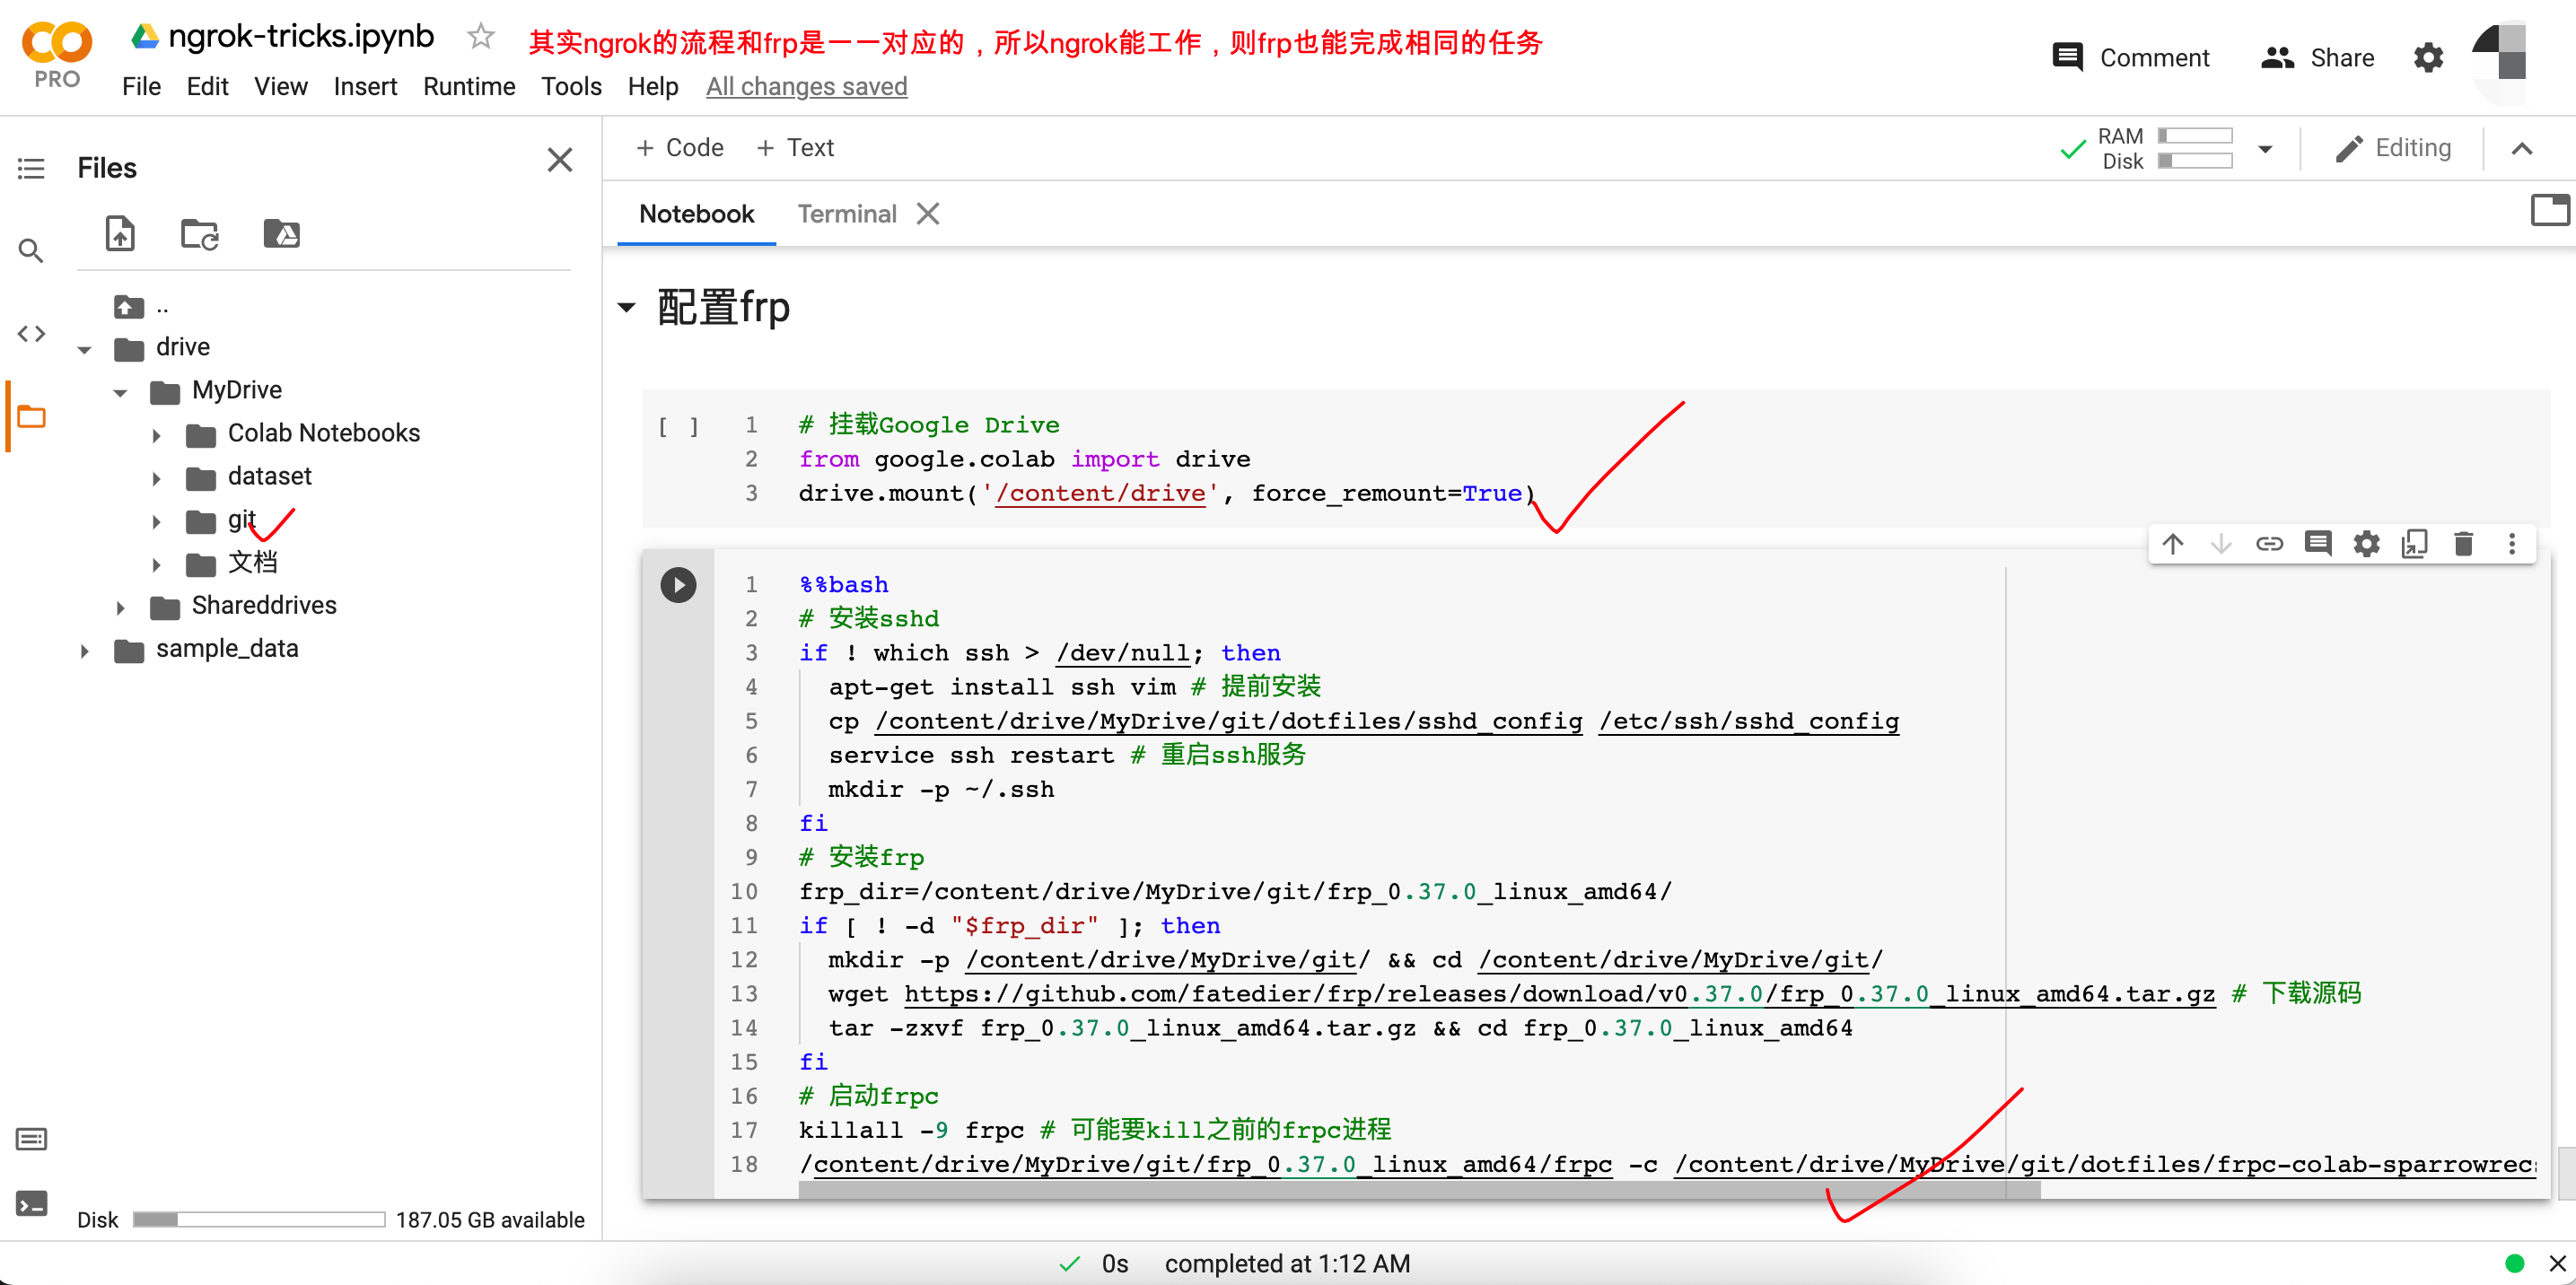 ngrok-tricks.ipynb
其实ngrok的流程和frp是一一对应的，所以ngrok能工作，则frp也能完成相同的任务
PRO
File Edit View Insert Runtime Tools Help All changes saved
Comment
Share
Files
+ Code + Text
RAM
Disk
Editing
Notebook
Terminal
..
drive
MyDrive
Colab Notebooks
dataset
git
文档
Shareddrives
sample_data
Disk
187.05 GB available
配置frp
[ ]
1 # 挂载Google Drive
2 from google.colab import drive
3 drive.mount('/content/drive', force_remount=True)
1 %%bash
2 # 安装sshd
3 if ! which ssh > /dev/null; then
4 apt-get install ssh vim # 提前安装
5 cp /content/drive/MyDrive/git/dotfiles/sshd_config /etc/ssh/sshd_config
6 service ssh restart # 重启ssh服务
7 mkdir -p ~/.ssh
8 fi
9 # 安装frp
10 frp_dir=/content/drive/MyDrive/git/frp_0.37.0_linux_amd64/
11 if [ ! -d "$frp_dir" ]; then
12 mkdir -p /content/drive/MyDrive/git/ && cd /content/drive/MyDrive/git/
13 wget https://github.com/fatedier/frp/releases/download/v0.37.0/frp_0.37.0_linux_amd64.tar.gz # 下载源码
14 tar -zxvf frp_0.37.0_linux_amd64.tar.gz && cd frp_0.37.0_linux_amd64
15 fi
16 # 启动frpc
17 killall -9 frpc # 可能要kill之前的frpc进程
18 /content/drive/MyDrive/git/frp_0.37.0_linux_amd64/frpc -c /content/drive/MyDrive/git/dotfiles/frpc-colab-sparrowrec
0s completed at 1:12 AM